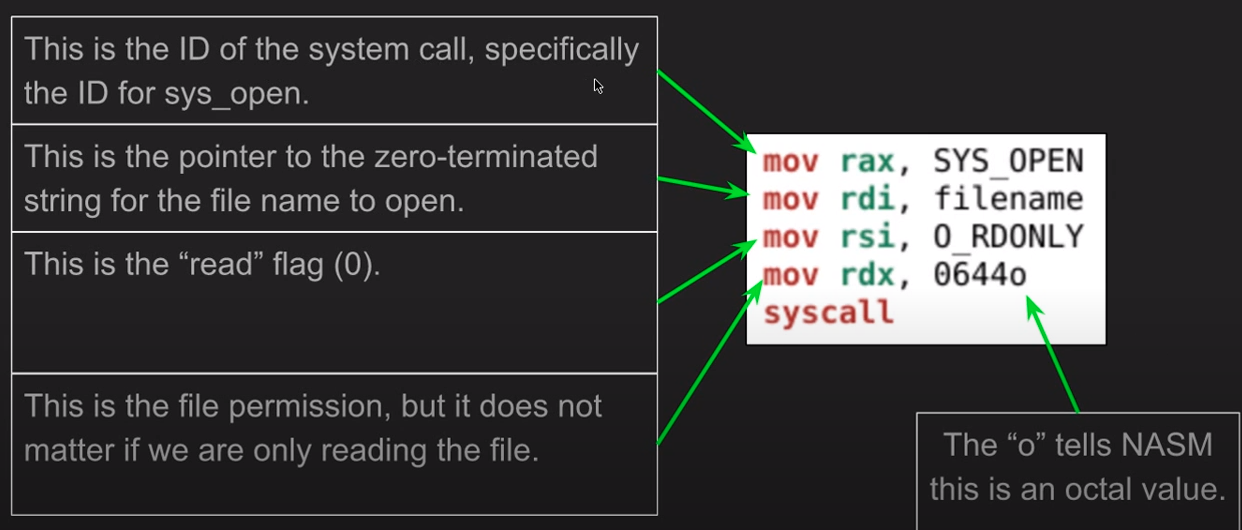 This is the ID of the system call, specifically
the ID for sys_open.
This is the pointer to the zero-terminated
string for the file name to open.
This is the “read” flag (0).
This is the file permission, but it does not
matter if we are only reading the file.
mov rax, SYS_OPEN
mov rdi, filename
mov rsi, O_RDONLY
mov rdx, 0644o
syscall
The “o” tells NASM
this is an octal value.